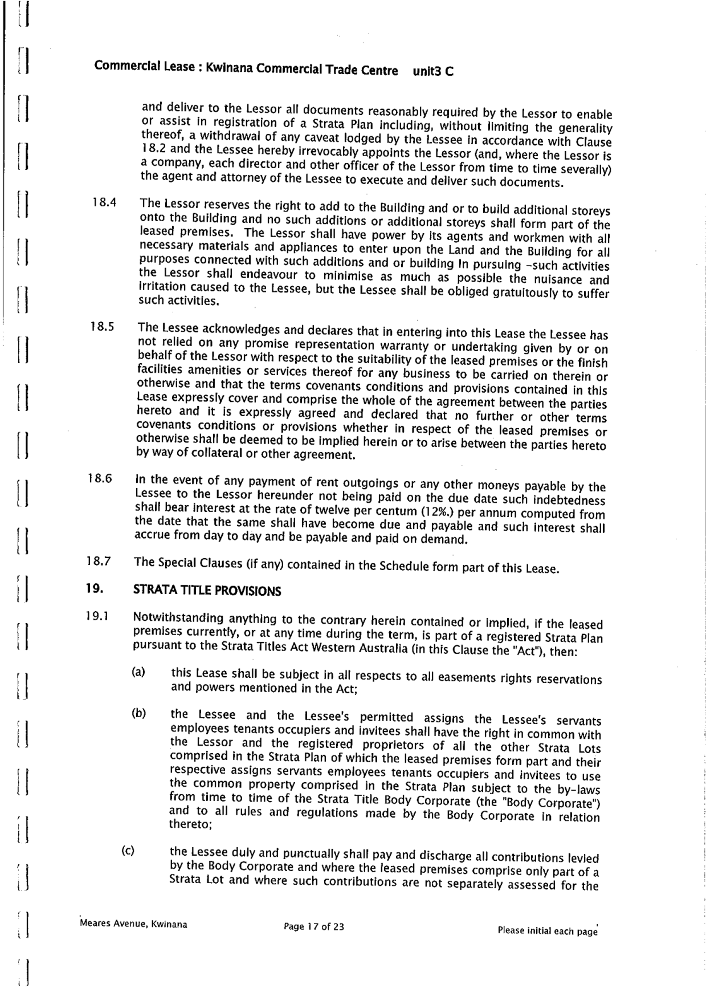 Commercial Lease : Kwinana Commercial Trade Centre unit3 C
and deliver to the Lessor all documents reasonably required by the Lessor to enable
or assist in registration of a Strata Plan including, without limiting the generality
thereof, a withdrawal of any caveat lodged by the Lessee in accordance with Clause
18.2 and the Lessee hereby irrevocably appoints the Lessor (and, where the Lessor is
a company, each director and other officer of the Lessor from time to time severally)
the agent and attorney of the Lessee to execute and deliver such documents.
18.4 The Lessor reserves the right to add to the Building and or to build additional storeys
onto the Building and no such additions or additional storeys shall form part of the
leased premises. The Lessor shall have power by its agents and workmen with all
necessary materials and appliances to enter upon the Land and the Building for all
purposes connected with such additions and or building In pursuing -such activities
the Lessor shall endeavour to minimise as much as possible the nuisance and
irritation caused to the Lessee, but the Lessee shall be obliged gratuitously to suffer
such activities.
18.5 The Lessee acknowledges and declares that in entering into this Lease the Lessee has
not relied on any promise representation warranty or undertaking given by or on
behalf of the Lessor with respect to the suitability of the leased premises or the finish
facilities amenities or services thereof for any business to be carried on therein or
otherwise and that the terms covenants conditions and provisions contained in this
Lease expressly cover and comprise the whole of the agreement between the parties
hereto and it is expressly agreed and declared that no further or other terms
covenants conditions or provisions whether in respect of the leased premises or
otherwise shall be deemed to be implied herein or to arise between the parties hereto
by way of collateral or other agreement.
18.6 In the event of any payment of rent outgoings or any other moneys payable by the
Lessee to the Lessor hereunder not being paid on the due date such indebtedness
shall bear interest at the rate of twelve per centum (12%.) per annum computed from
the date that the same shall have become due and payable and such interest shall
accrue from day to day and be payable and paid on demand.
18.7 The Special Clauses (if any) contained in the Schedule form part of this Lease.
19. STRATA TITLE PROVISIONS
19.1 Notwithstanding anything to the contrary herein contained or implied, if the leased
premises currently, or at any time during the term, is part of a registered Strata Plan
pursuant to the Strata Titles Act Western Australia (in this Clause the "Act"), then:
(a) this Lease shall be subject in all respects to all easements rights reservations
and powers mentioned in the Act;
(b) the Lessee and the Lessee's permitted assigns the Lessee's servants
employees tenants occupiers and invitees shall have the right in common with
the Lessor and the registered proprietors of all the other Strata Lots
comprised in the Strata Plan of which the leased premises form part and their
respective assigns servants employees tenants occupiers and invitees to use
the common property comprised in the Strata Plan subject to the by-laws
from time to time of the Strata Title Body Corporate (the "Body Corporate")
and to all rules and regulations made by the Body Corporate in relation
thereto;
(c) the Lessee duly and punctually shall pay and discharge all contributions levied
by the Body Corporate and where the leased premises comprise only part of a
Strata Lot and where such contributions are not separately assessed for the
Meares Avenue, Kwinana Page 17 of 23 Please initial each page